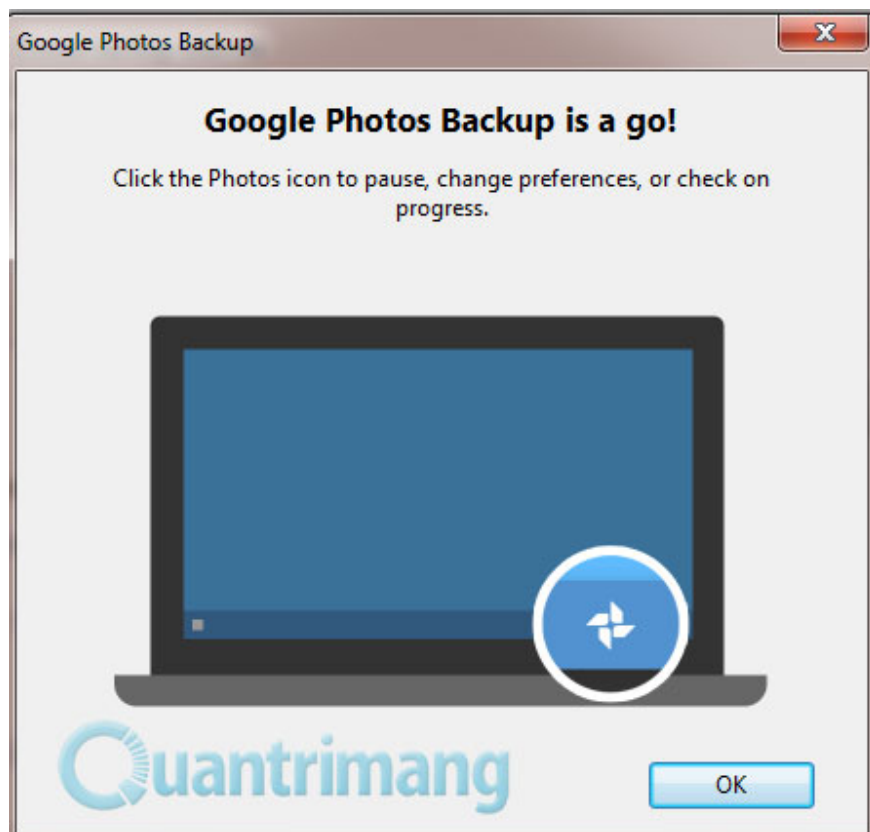 Google Photos Backup
Google Photos Backup is a go!
Click the Photos icon to pause, change preferences, or check on
progress.
Quantrimang
OK